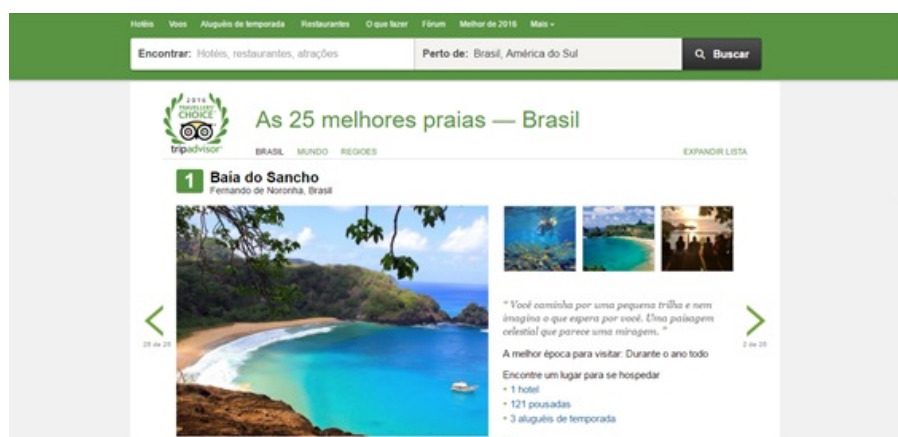 Hotéis Voos Aluguéis de temporada Restaurantes O que fazer Fórum Melhor de 2016 Mais
Encontrar: Hotéis, restaurantes, atrações Perto de: Brasil, América do Sul Buscar
2016
TRAVELLERS'
CHOICE
tripadvisor
As 25 melhores praias — Brasil
BRASIL MUNDO REGIOES EXPANDIR LISTA
1 Baía do Sancho
Fernando de Noronha, Brasil
" Você caminha por uma pequena trilha e nem
imagina o que espera por você. Uma paisagem
celestial que parece uma miragem. "
A melhor época para visitar: Durante o ano todo
Encontre um lugar para se hospedar
• 1 hotel
• 121 pousadas
• 3 aluguéis de temporada
25 de 25
2 de 25